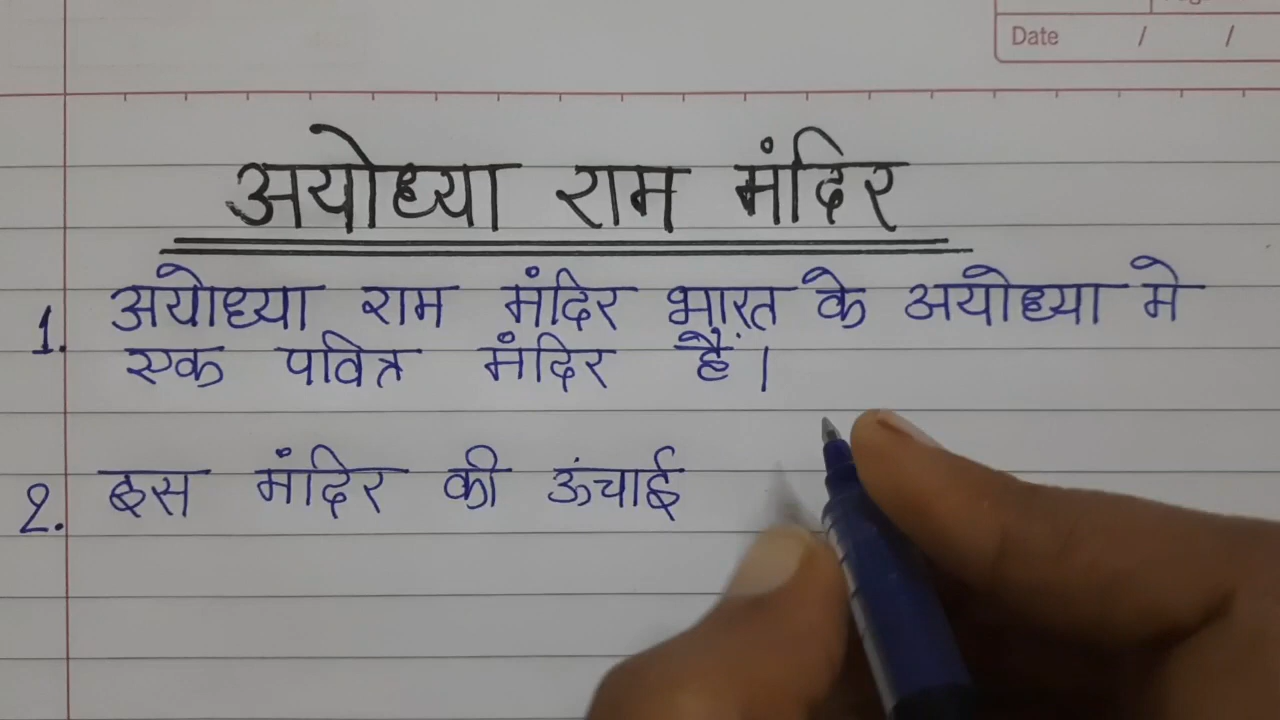 Date / /
अयोध्या राम मंदिर
1. अयोध्या राम मंदिर भारत के अयोध्या मे
एक पवित्र मंदिर हैं।
2. इस मंदिर की ऊंचाई